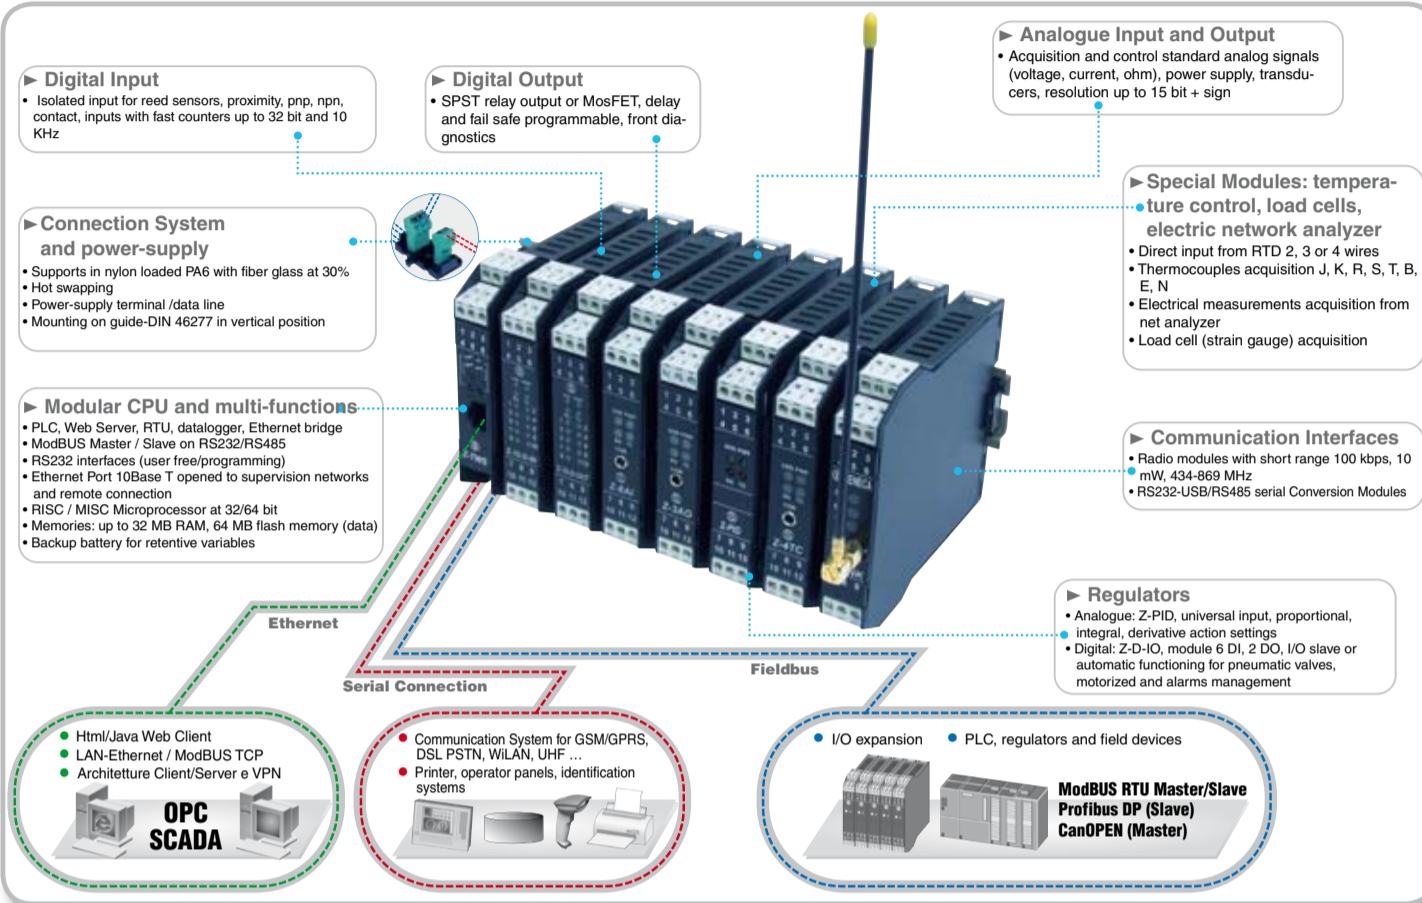 ► Digital Input
• Isolated input for reed sensors, proximity, pnp, npn,
contact, inputs with fast counters up to 32 bit and 10
KHz
► Digital Output
• SPST relay output or MosFET, delay
and fail safe programmable, front dia-
gnostics
► Analogue Input and Output
• Acquisition and control standard analog signals
(voltage, current, ohm), power supply, transdu-
cers, resolution up to 15 bit + sign
► Connection System
and power-supply
• Supports in nylon loaded PA6 with fiber glass at 30%
• Hot swapping
• Power-supply terminal /data line
• Mounting on guide-DIN 46277 in vertical position
► Special Modules: tempera-
ture control, load cells,
electric network analyzer
• Direct input from RTD 2, 3 or 4 wires
• Thermocouples acquisition J, K, R, S, T, B,
E, N
• Electrical measurements acquisition from
net analyzer
• Load cell (strain gauge) acquisition
► Modular CPU and multi-functions
• PLC, Web Server, RTU, datalogger, Ethernet bridge
• ModBUS Master / Slave on RS232/RS485
• RS232 interfaces (user free/programming)
• Ethernet Port 10Base T opened to supervision networks
and remote connection
• RISC / MISC Microprocessor at 32/64 bit
• Memories: up to 32 MB RAM, 64 MB flash memory (data)
• Backup battery for retentive variables
► Communication Interfaces
• Radio modules with short range 100 kbps, 10
mW, 434-869 MHz
• RS232-USB/RS485 serial Conversion Modules
Z-3AO
Z-PID
Z-4TC
► Regulators
• Analogue: Z-PID, universal input, proportional,
integral, derivative action settings
• Digital: Z-D-IO, module 6 DI, 2 DO, I/O slave or
automatic functioning for pneumatic valves,
motorized and alarms management
Ethernet
Serial Connection
Fieldbus
• Html/Java Web Client
• LAN-Ethernet / ModBUS TCP
• Architetture Client/Server e VPN
OPC
SCADA
• Communication System for GSM/GPRS,
DSL PSTN, WiLAN, UHF ...
• Printer, operator panels, identification
systems
• I/O expansion
• PLC, regulators and field devices
ModBUS RTU Master/Slave
Profibus DP (Slave)
CanOPEN (Master)